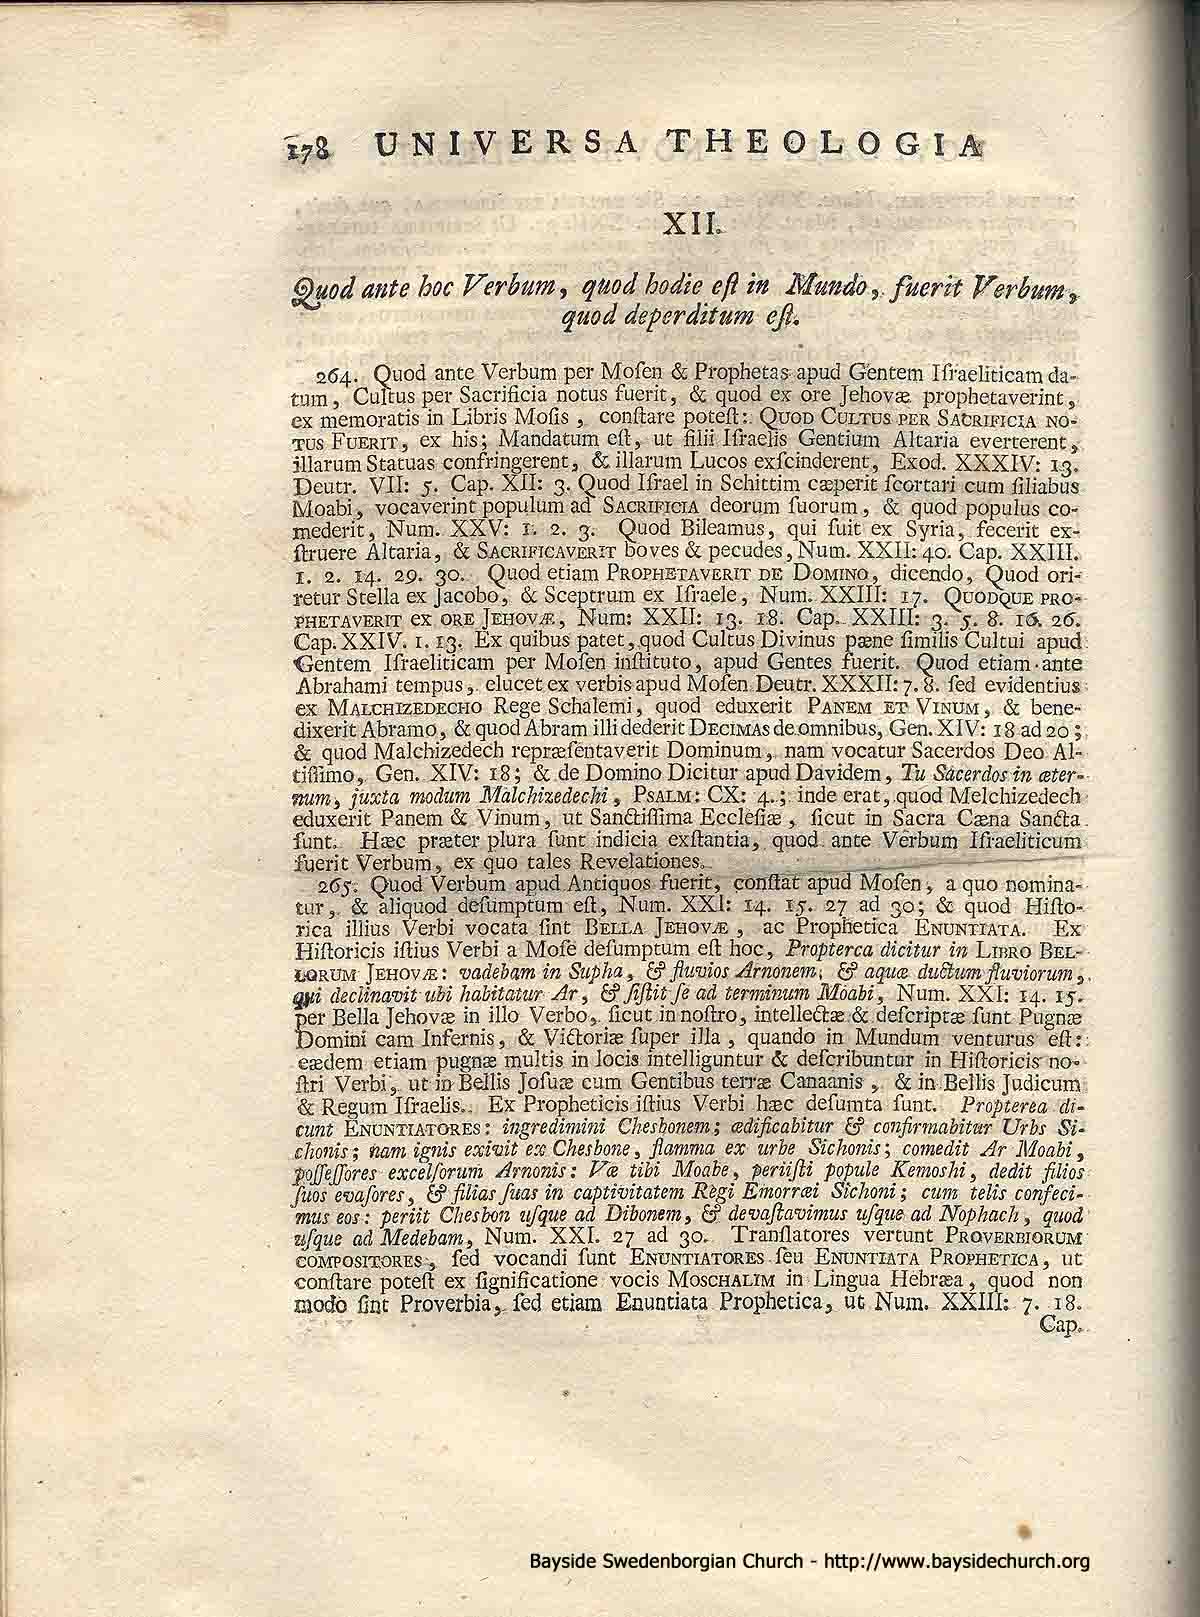 178 UNIVERSA THEOLOGIA
XII.
Quod ante hoc Verbum, quod hodie eſt in Mundo, fuerit Verbum,
quod deperditum eſt.
264. Quod ante Verbum per Moſen & Prophetas apud Gentem Iſraeliticam da-
tum, Cultus per Sacrificia notus fuerit, & quod ex ore Jehovæ prophetaverint,
ex memoratis in Libris Moſis, conſtare poteſt: QUOD CULTUS PER SACRIFICIA NO-
TUS FUERIT, ex his; Mandatum eſt, ut filii Iſraelis Gentium Altaria everterent,
illarum Statuas confringerent, & illarum Lucos exſcinderent, Exod. XXXIV: 13.
Deutr. VII: 5. Cap. XII: 3. Quod Iſrael in Schittim cæperit ſcortari cum filiabus
Moabi, vocaverint populum ad SACRIFICIA deorum ſuorum, & quod populus co-
mederit, Num. XXV: 1. 2. 3. Quod Bileamus, qui fuit ex Syria, fecerit ex-
ſtruere Altaria, & SACRIFICAVERIT boves & pecudes, Num. XXII: 40. Cap. XXIII.
1. 2. 14. 29. 30. Quod etiam PROPHETAVERIT DE DOMINO, dicendo, Quod ori-
retur Stella ex Jacobo, & Sceptrum ex Iſraele, Num. XXIII: 17. QUODQUE PRO-
PHETAVERIT EX ORE JEHOVÆ, Num: XXII: 13. 18. Cap. XXIII: 3. 5. 8. 16. 26.
Cap. XXIV. 1. 13. Ex quibus patet, quod Cultus Divinus pæne ſimilis Cultui apud
Gentem Iſraeliticam per Moſen inſtituto, apud Gentes fuerit. Quod etiam ante
Abrahami tempus, elucet ex verbis apud Moſen Deutr. XXXII: 7. 8. ſed evidentius
ex MALCHIZEDECHO Rege Schalemi, quod eduxerit PANEM ET VINUM, & bene-
dixerit Abramo, & quod Abram illi dederit DECIMAS de omnibus, Gen. XIV: 18 ad 20;
& quod Malchizedech repræſentaverit Dominum, nam vocatur Sacerdos Deo Al-
tiſſimo, Gen. XIV: 18; & de Domino Dicitur apud Davidem, Tu Sacerdos in æter-
num, juxta modum Malchizedechi, PSALM: CX: 4.; inde erat, quod Melchizedech
eduxerit Panem & Vinum, ut Sanctiſſima Eccleſiæ, ſicut in Sacra Cæna Sancta
ſunt. Hæc præter plura ſunt indicia exſtantia, quod ante Verbum Iſraeliticum
fuerit Verbum, ex quo tales Revelationes.
265. Quod Verbum apud Antiquos fuerit, conſtat apud Moſen, a quo nomina-
tur, & aliquod deſumptum eſt, Num. XXI: 14. 15. 27 ad 30; & quod Hiſto-
rica illius Verbi vocata ſint BELLA JEHOVÆ, ac Prophetica ENUNTIATA. Ex
Hiſtoricis iſtius Verbi a Moſe deſumptum eſt hoc, Propterea dicitur in LIBRO BEL-
LORUM JEHOVÆ: vadebam in Supha, & fluvios Arnonem, & aquæ ductum fluviorum,
qui declinavit ubi habitatur Ar, & ſiſtit ſe ad terminum Moabi, Num. XXI: 14. 15.
per Bella Jehovæ in illo Verbo, ſicut in noſtro, intellectæ & deſcriptæ ſunt Pugnæ
Domini cam Infernis, & Victoriæ ſuper illa, quando in Mundum venturus eſt:
eædem etiam pugnæ multis in locis intelliguntur & deſcribuntur in Hiſtoricis no-
ſtri Verbi, ut in Bellis Joſuæ cum Gentibus terræ Canaanis, & in Bellis Judicum
& Regum Iſraelis. Ex Propheticis iſtius Verbi hæc deſumta ſunt. Propterea di-
cunt ENUNTIATORES: ingredimini Chesbonem; ædificabitur & confirmabitur Urbs Si-
chonis; nam ignis exivit ex Chesbone, flamma ex urbe Sichonis; comedit Ar Moabi,
poſſeſſores excelſorum Arnonis: Væ tibi Moabe, periiſti popule Kemoshi, dedit filios
ſuos evaſores, & filias ſuas in captivitatem Regi Emorræi Sichoni; cum telis confeci-
mus eos: periit Chesbon uſque ad Dibonem, & devaſtavimus uſque ad Nophach, quod
uſque ad Medebam, Num. XXI. 27 ad 30. Tranſlatores vertunt PROVERBIORUM
COMPOSITORES, ſed vocandi ſunt ENUNTIATORES ſeu ENUNTIATA PROPHETICA, ut
conſtare poteſt ex ſignificatione vocis MOSCHALIM in Lingua Hebræa, quod non
modo ſint Proverbia, ſed etiam Enuntiata Prophetica, ut Num. XXIII: 7. 18.
Cap.
Bayside Swedenborgian Church - http://www.baysidechurch.org